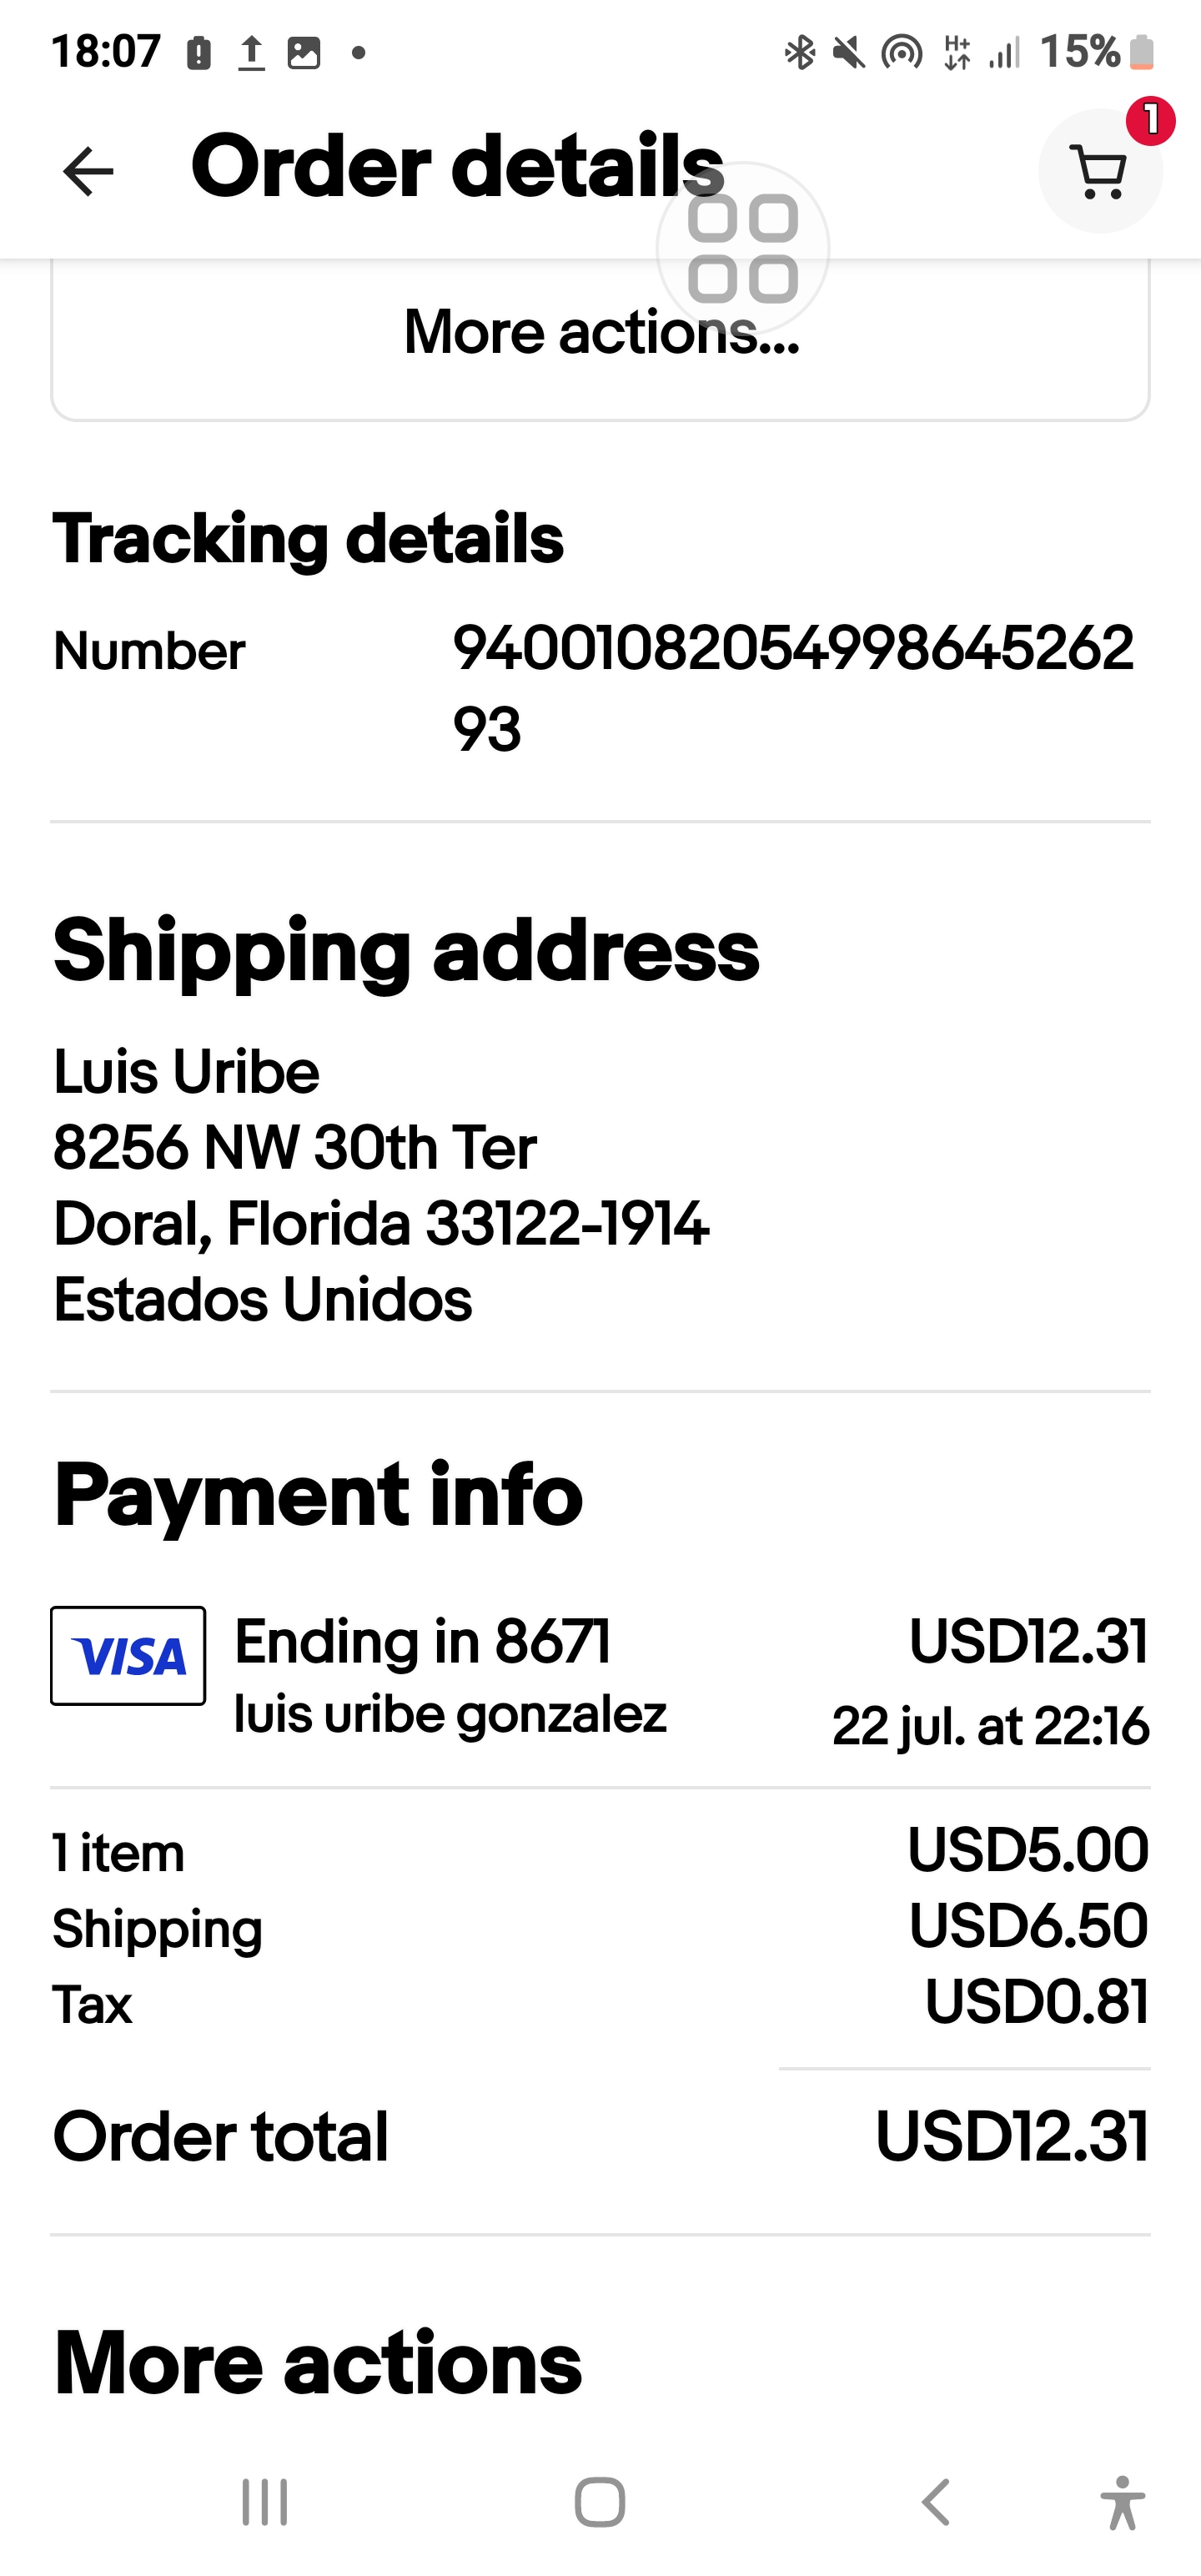 18:07
H+
15%
1
Order details
More actions...
Tracking details
Number
94001082054998645262
93
Shipping address
Luis Uribe
8256 NW 30th Ter
Doral, Florida 33122-1914
Estados Unidos
Payment info
VISA
Ending in 8671
USD12.31
luis uribe gonzalez
22 jul. at 22:16
1 item
USD5.00
Shipping
USD6.50
Tax
USD0.81
Order total
USD12.31
More actions